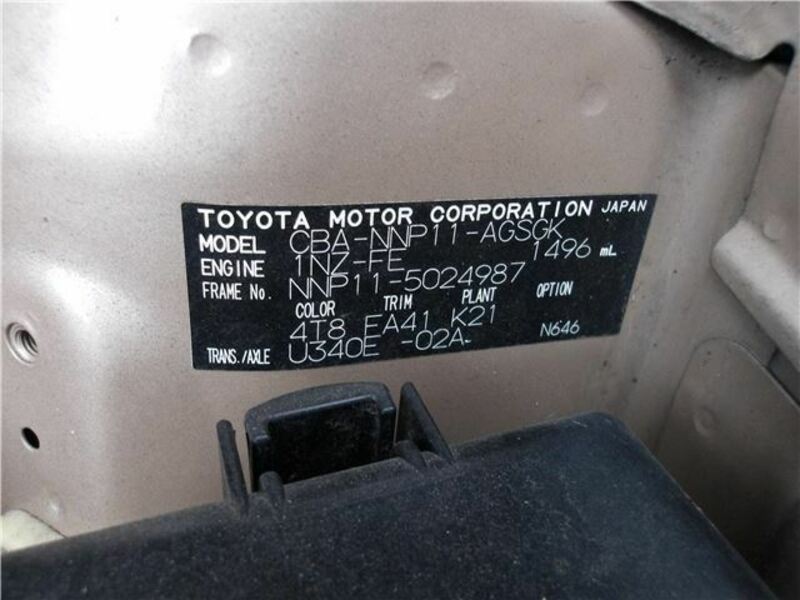 TOYOTA MOTOR CORPORATION JAPAN
MODEL CBA-NNP11-AGSGK
ENGINE 1NZ-FE 1496 mL
FRAME No. NNP11-5024987
COLOR TRIM PLANT OPTION
4T8 FA41 K21 N646
TRANS./AXLE U340E -02A